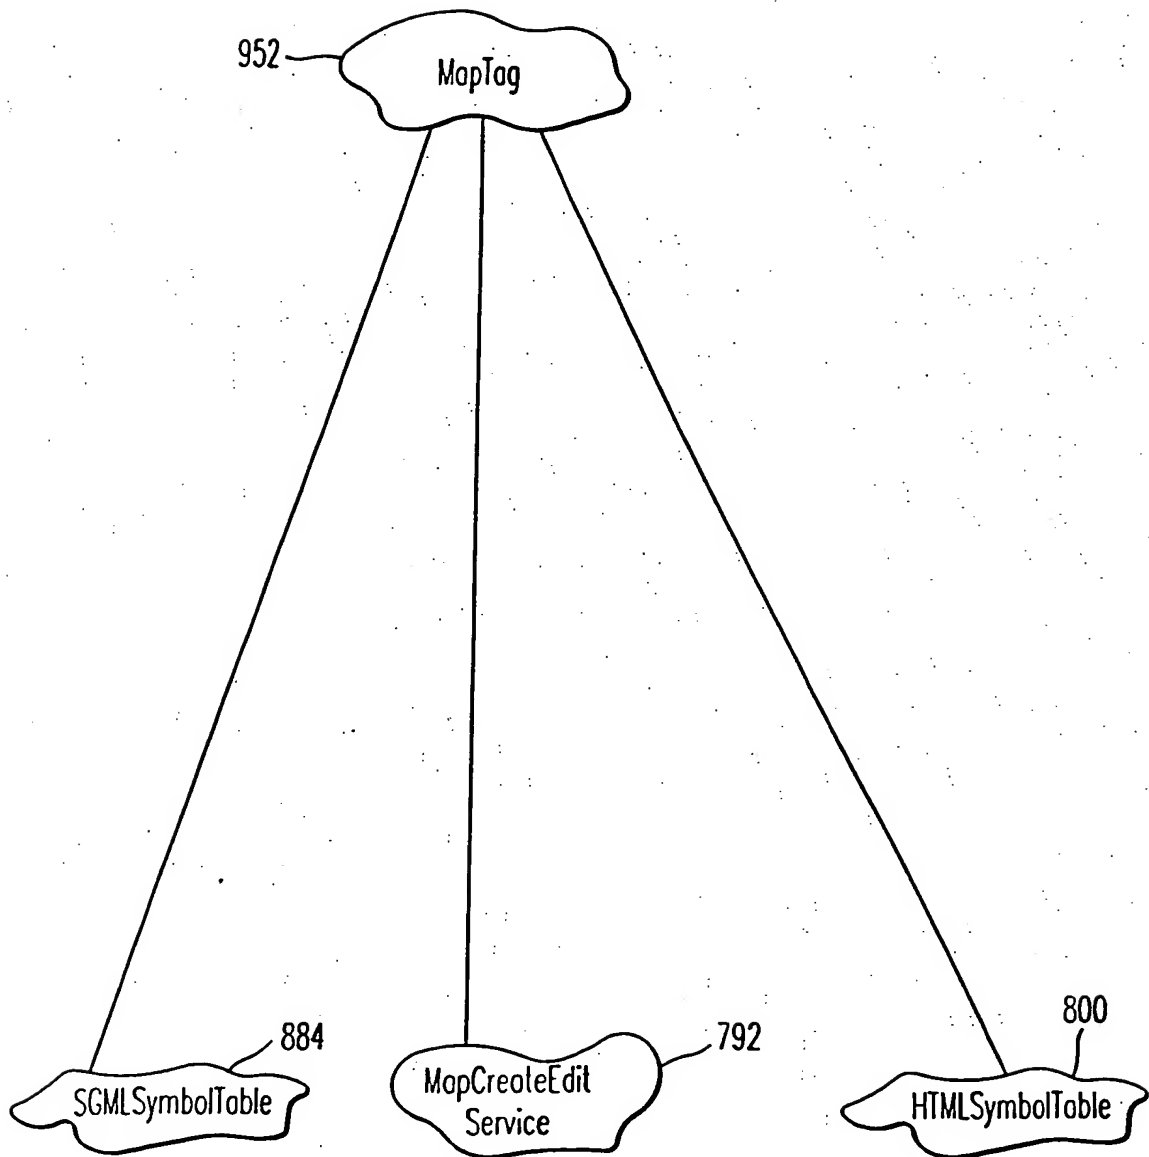 952
MapTag
884
SGMLSymbolTable
792
MapCreateEdit
Service
800
HTMLSymbolTable